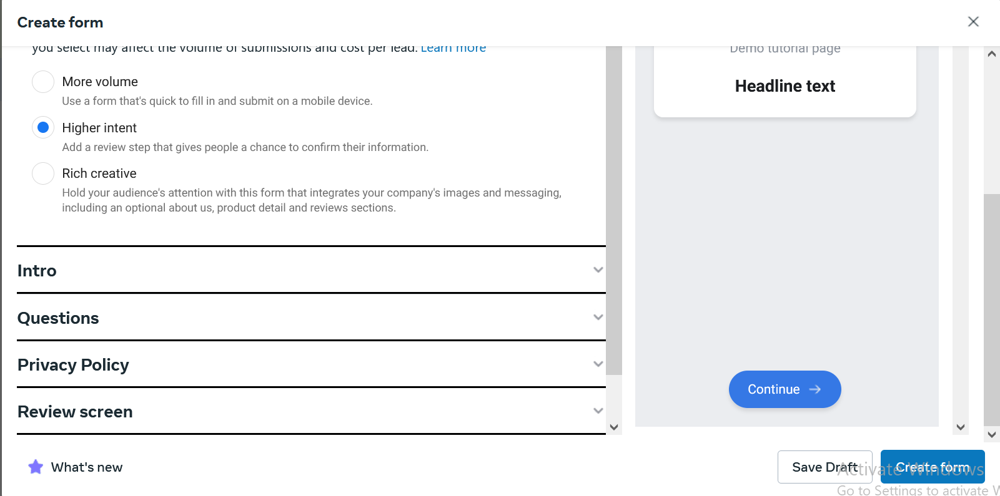 Create form
you select may affect the volume of submissions and cost per lead. Learn more
More volume
Use a form that's quick to fill in and submit on a mobile device.
Higher intent
Add a review step that gives people a chance to confirm their information.
Rich creative
Hold your audience's attention with this form that integrates your company's images and messaging,
including an optional about us, product detail and reviews sections.
Intro
Questions
Privacy Policy
Review screen
Demo tutorial page
Headline text
Continue
What's new
Save Draft
Create form
Activate Windows
Go to Settings to activate W